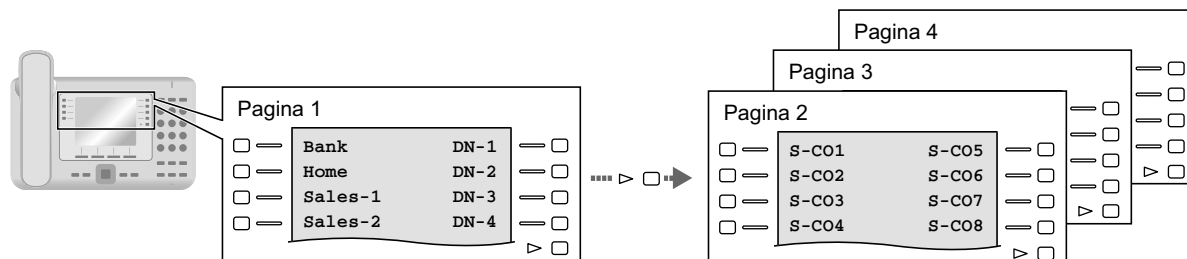 Pagina 1
Bank DN-1
Home DN-2
Sales-1 DN-3
Sales-2 DN-4
Pagina 2
S-CO1 S-CO5
S-CO2 S-CO6
S-CO3 S-CO7
S-CO4 S-CO8
Pagina 3
Pagina 4